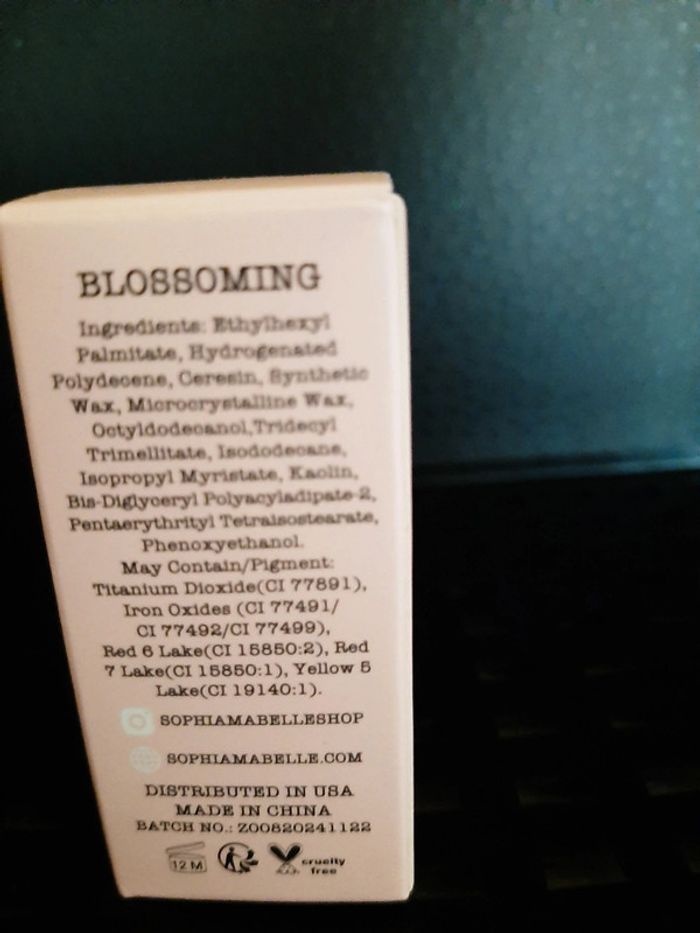 BLOSSOMING
Ingredients: Ethylhexyl
Palmitate, Hydrogenated
Polydecene, Ceresin, Synthetic
Wax, Microcrystalline Wax,
Octyldodecanol,Tridecyl
Trimellitate, Isododecane,
Isopropyl Myristate, Kaolin,
Bis-Diglyceryl Polyacyladipate-2,
Pentaerythrityl Tetraisostearate,
Phenoxyethanol.
May Contain/Pigment:
Titanium Dioxide(CI 77891),
Iron Oxides (CI 77491/
CI 77492/CI 77499),
Red 6 Lake(CI 15850:2), Red
7 Lake(CI 15850:1), Yellow 5
Lake(CI 19140:1).
SOPHIAMABELLESHOP
SOPHIAMABELLE.COM
DISTRIBUTED IN USA
MADE IN CHINA
BATCH NO.: Z00820241122
12 M
cruelty
free